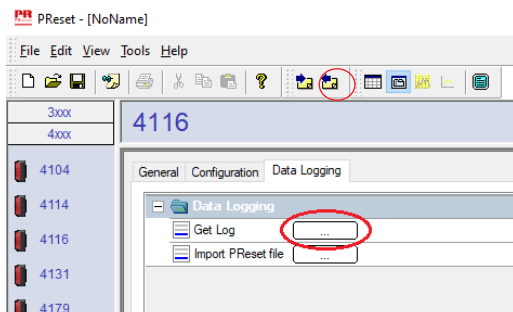 PR PReset - [NoName]
File Edit View Tools Help
3xxx
4xxx
4116
4104
4114
4116
4131
4179
General Configuration Data Logging
Data Logging
Get Log ...
Import PReset file ...